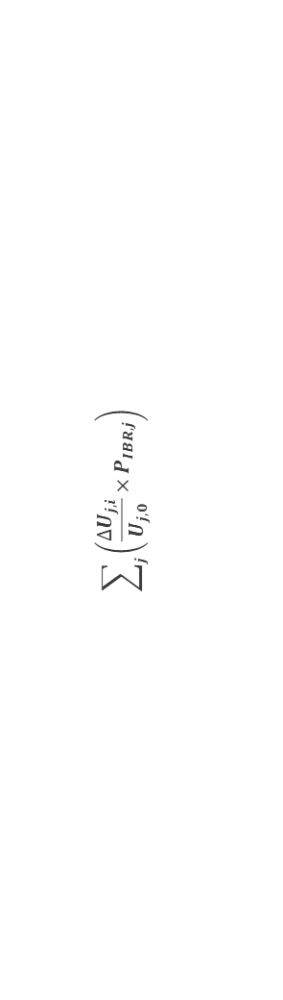 ∑_j (ΔU_{j,i} / U_{j,0} × P_{IBR,j})